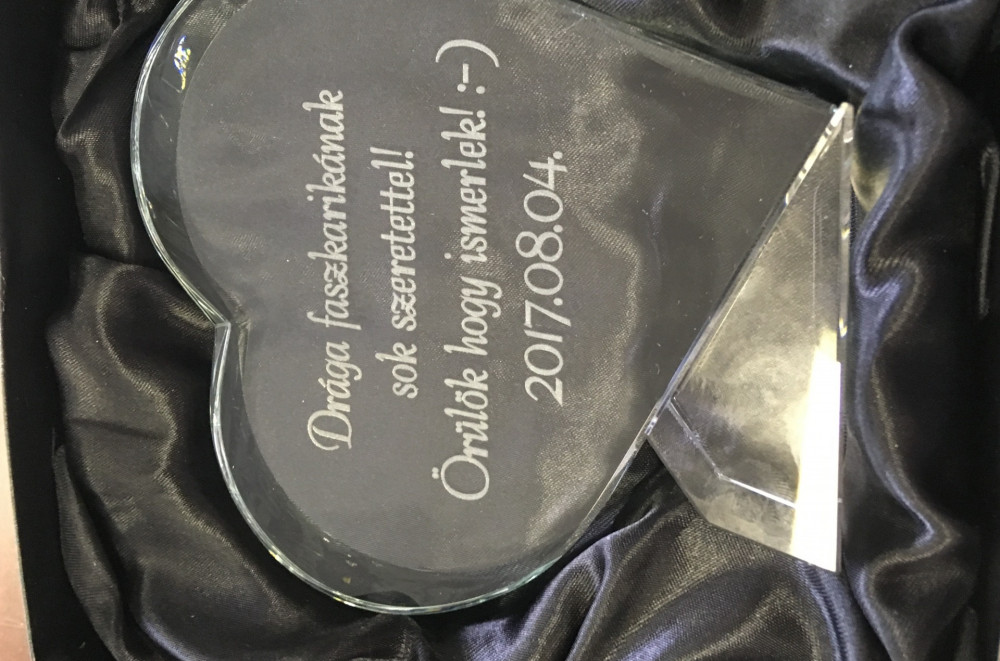 Drága faszkarikának
sok szeretettel!
Örülök hogy ismerlek! :-)
2017.08.04.